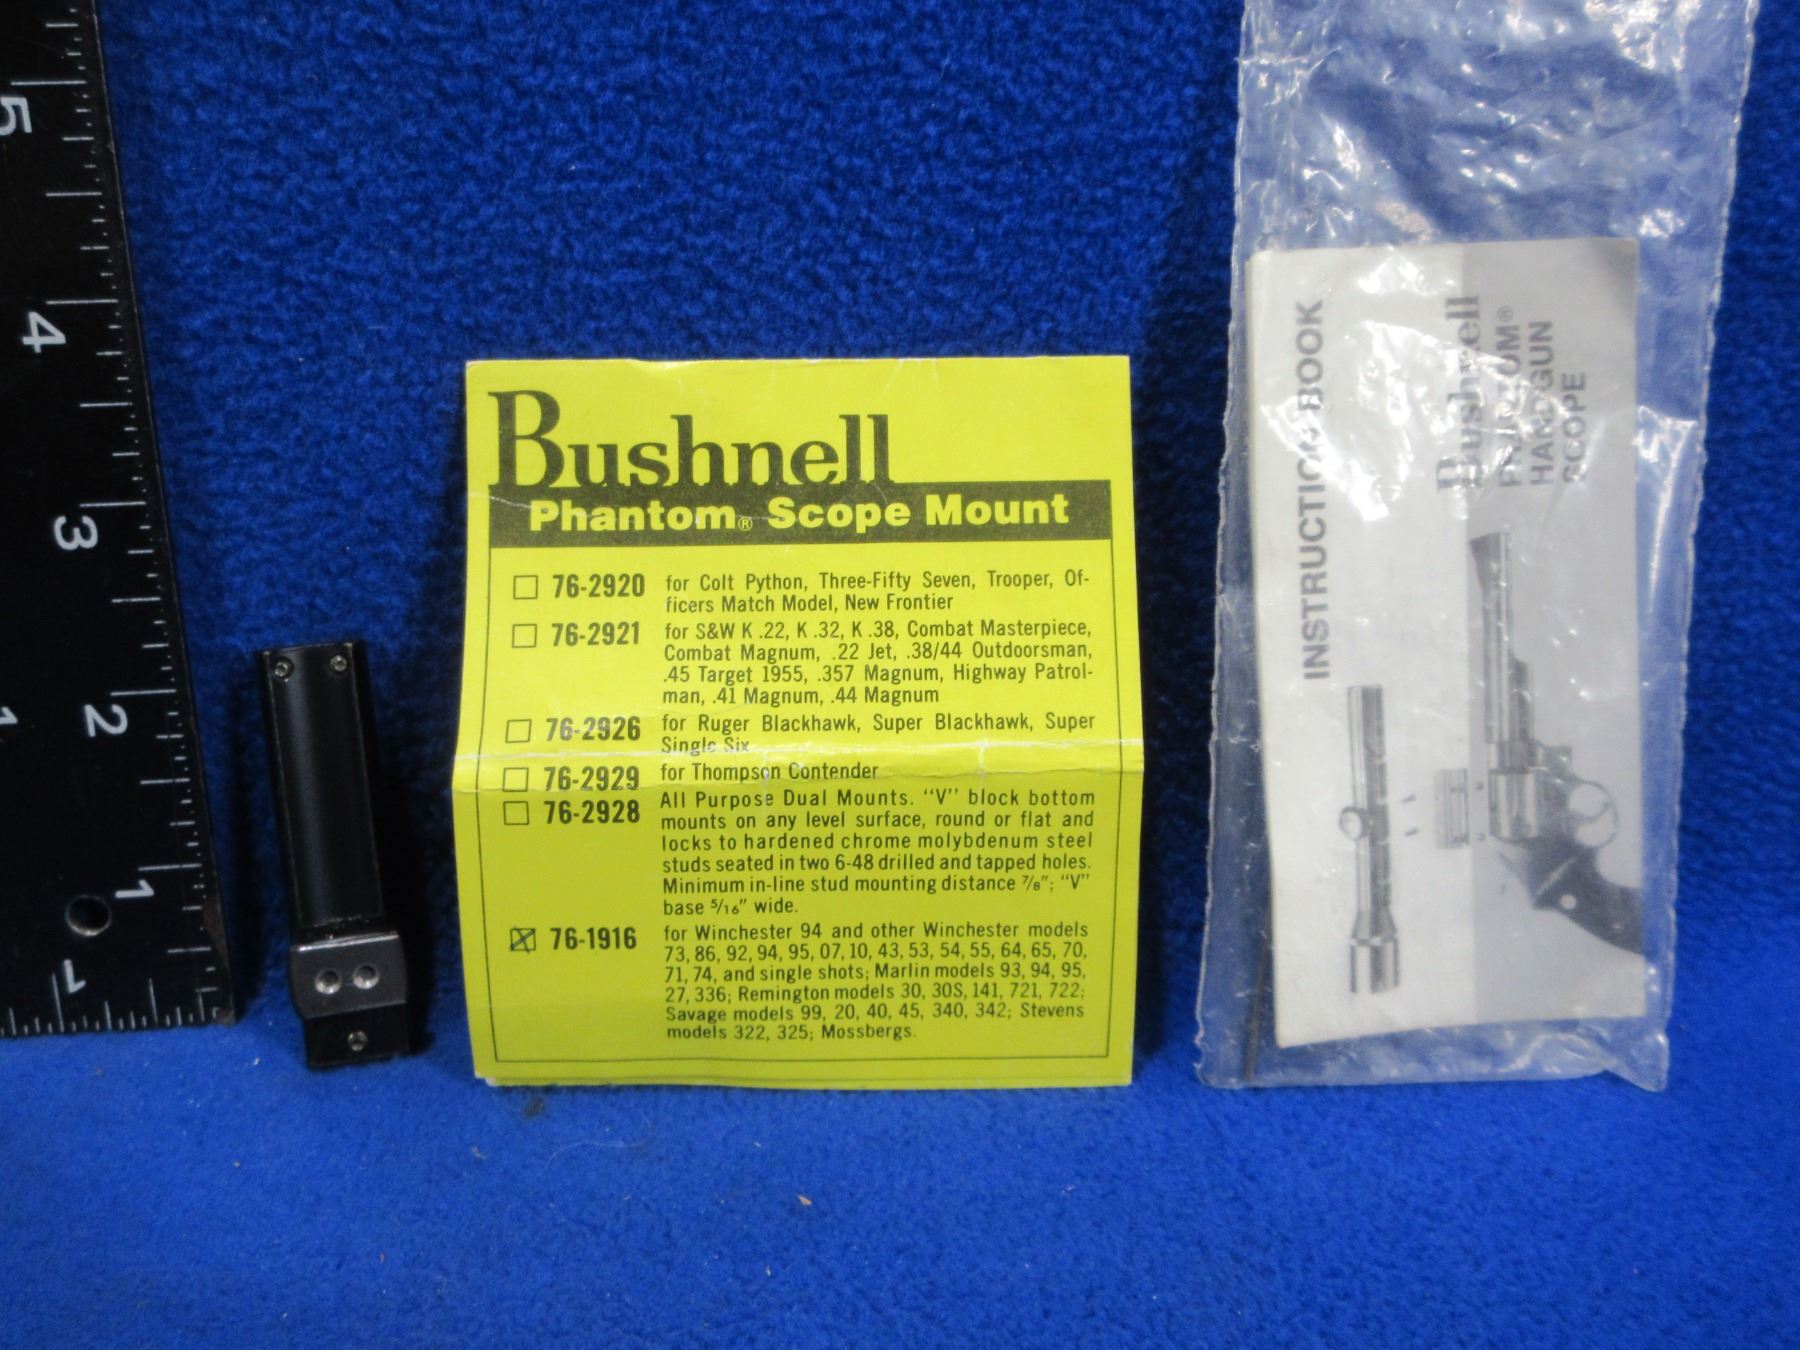 5
4
3
2
1
1
1
Bushnell
Phantom® Scope Mount
☐ 76-2920 for Colt Python, Three-Fifty Seven, Trooper, Of-
ficers Match Model, New Frontier
☐ 76-2921 for S&W K .22, K .32, K .38, Combat Masterpiece,
Combat Magnum, .22 Jet, .38/44 Outdoorsman,
.45 Target 1955, .357 Magnum, Highway Patrol-
man, .41 Magnum, .44 Magnum
☐ 76-2926 for Ruger Blackhawk, Super Blackhawk, Super
Single Six
☐ 76-2929 for Thompson Contender
☐ 76-2928 All Purpose Dual Mounts. "V" block bottom
mounts on any level surface, round or flat and
locks to hardened chrome molybdenum steel
studs seated in two 6-48 drilled and tapped holes.
Minimum in-line stud mounting distance 7/8"; "V"
base 5/16" wide.
☒ 76-1916 for Winchester 94 and other Winchester models
73, 86, 92, 94, 95, 07, 10, 43, 53, 54, 55, 64, 65, 70,
71, 74, and single shots; Marlin models 93, 94, 95,
27, 336; Remington models 30, 30S, 141, 721, 722;
Savage models 99, 20, 40, 45, 340, 342; Stevens
models 322, 325; Mossbergs.
INSTRUCTION BOOK
Bushnell
PHANTOM®
HANDGUN
SCOPE